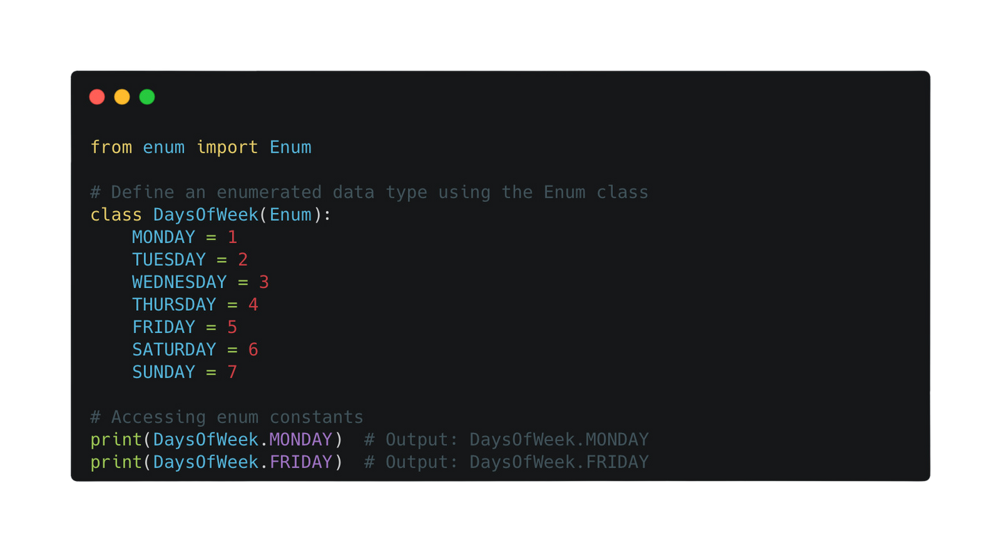 from enum import Enum
# Define an enumerated data type using the Enum class
class DaysOfWeek(Enum):
    MONDAY = 1
    TUESDAY = 2
    WEDNESDAY = 3
    THURSDAY = 4
    FRIDAY = 5
    SATURDAY = 6
    SUNDAY = 7
# Accessing enum constants
print(DaysOfWeek.MONDAY)  # Output: DaysOfWeek.MONDAY
print(DaysOfWeek.FRIDAY)  # Output: DaysOfWeek.FRIDAY